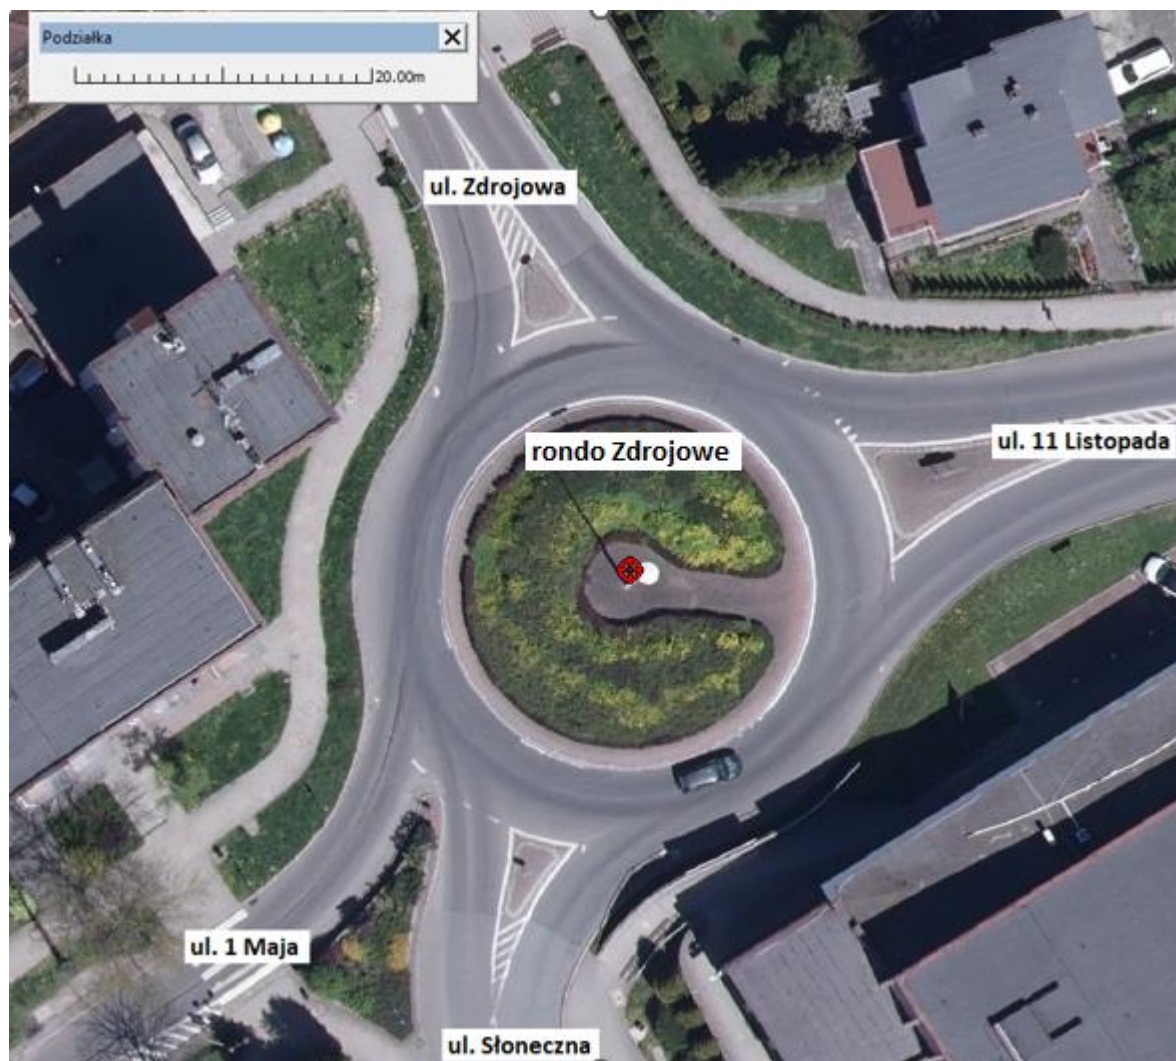 Podziałka
20.00m
ul. Zdrojowa
ul. 11 Listopada
rondo Zdrojowe
ul. 1 Maja
ul. Słoneczna